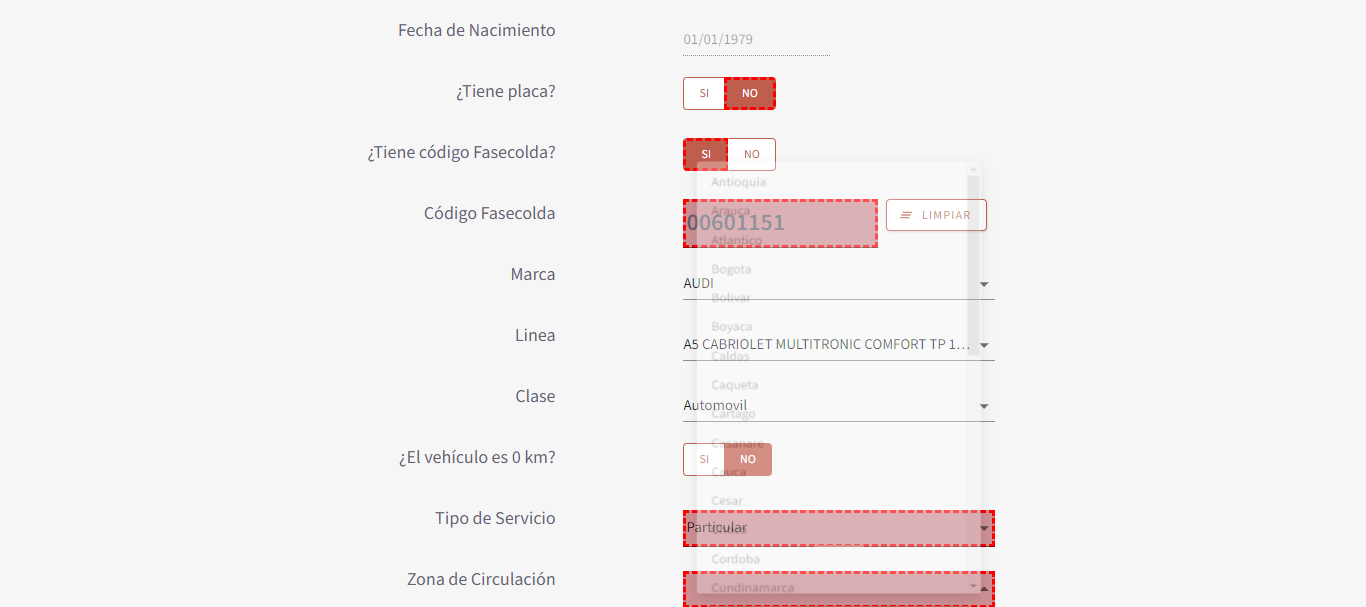 Fecha de Nacimiento
01/01/1979
¿Tiene placa?
SI NO
¿Tiene código Fasecolda?
SI NO
Antioquia
Código Fasecolda
Arauca
00601151
LIMPIAR
Atlantico
Bogota
Marca
AUDI
Bolivar
Boyaca
Linea
A5 CABRIOLET MULTITRONIC COMFORT TP 1...
Caldas
Caqueta
Clase
Automovil
Cartago
Casanare
¿El vehículo es 0 km?
SI NO
Cauca
Cesar
Tipo de Servicio
Particular
Cordoba
Zona de Circulación
Cundinamarca